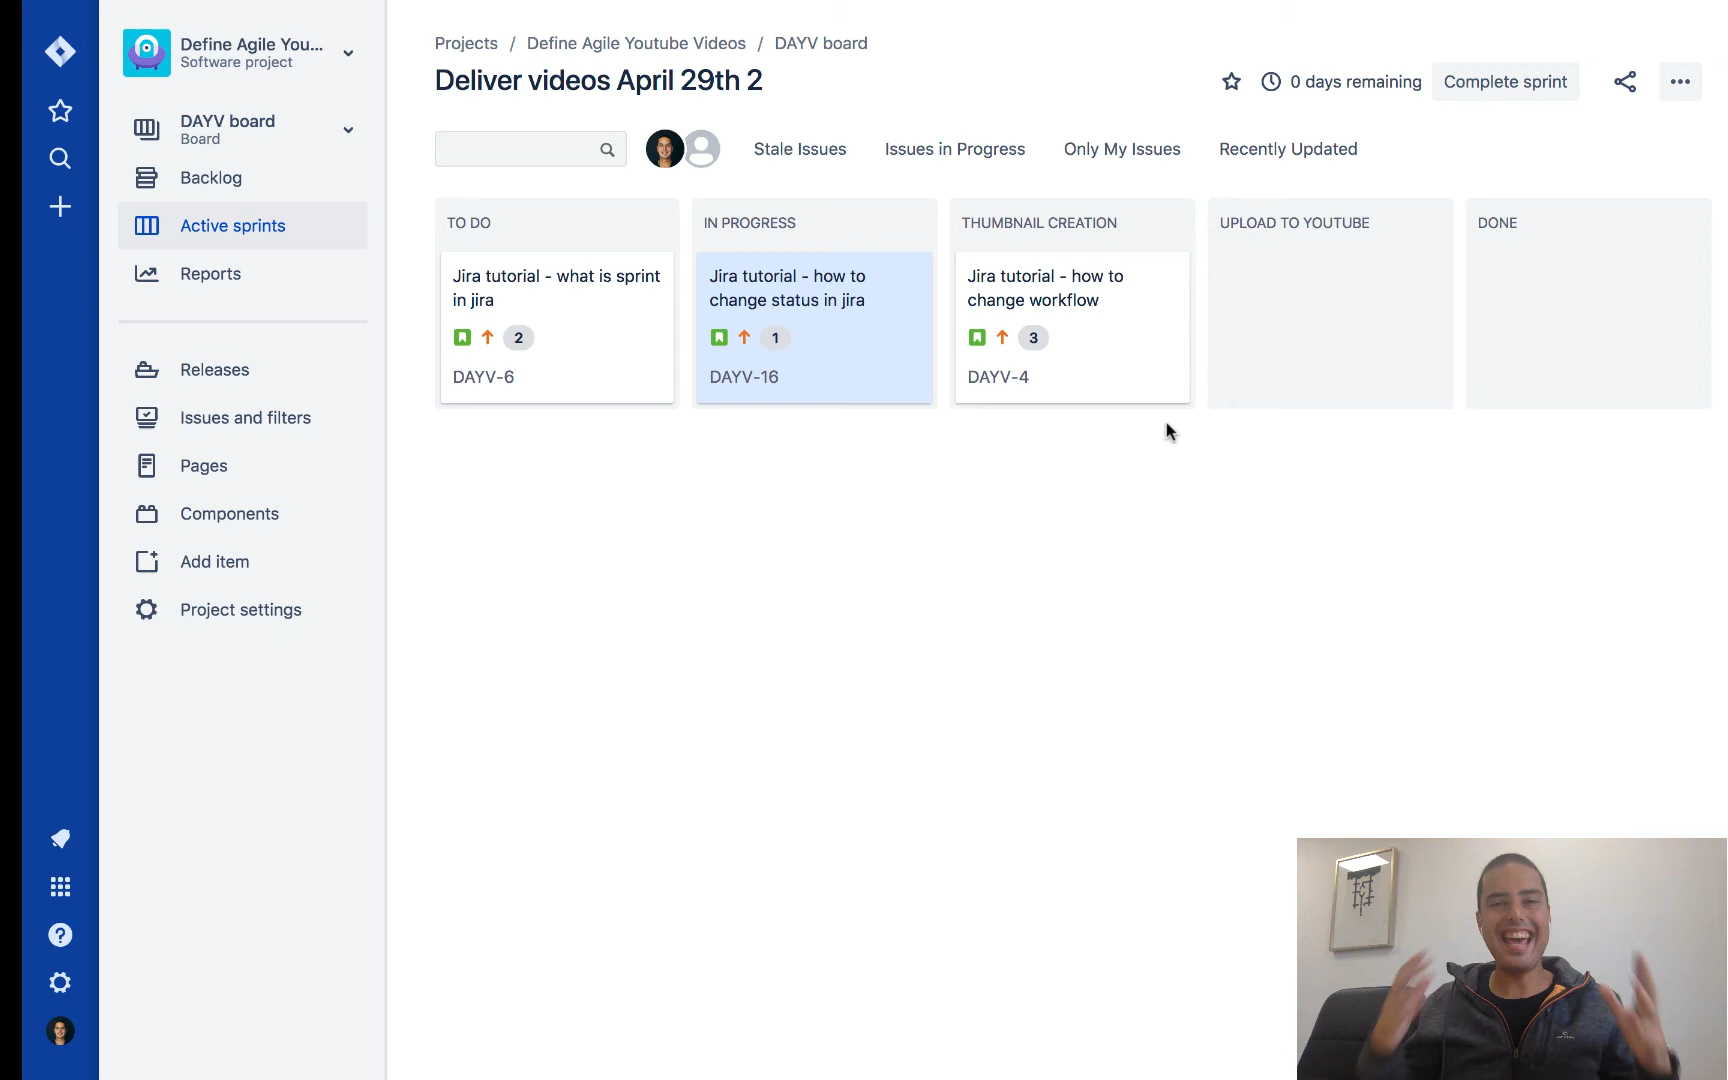 Define Agile You...
Software project
DAYV board
Board
Backlog
Active sprints
Reports
Releases
Issues and filters
Pages
Components
Add item
Project settings
Projects / Define Agile Youtube Videos / DAYV board
Deliver videos April 29th 2
0 days remaining
Complete sprint
Stale Issues
Issues in Progress
Only My Issues
Recently Updated
TO DO
Jira tutorial - what is sprint
in jira
2
DAYV-6
IN PROGRESS
Jira tutorial - how to
change status in jira
1
DAYV-16
THUMBNAIL CREATION
Jira tutorial - how to
change workflow
3
DAYV-4
UPLOAD TO YOUTUBE
DONE